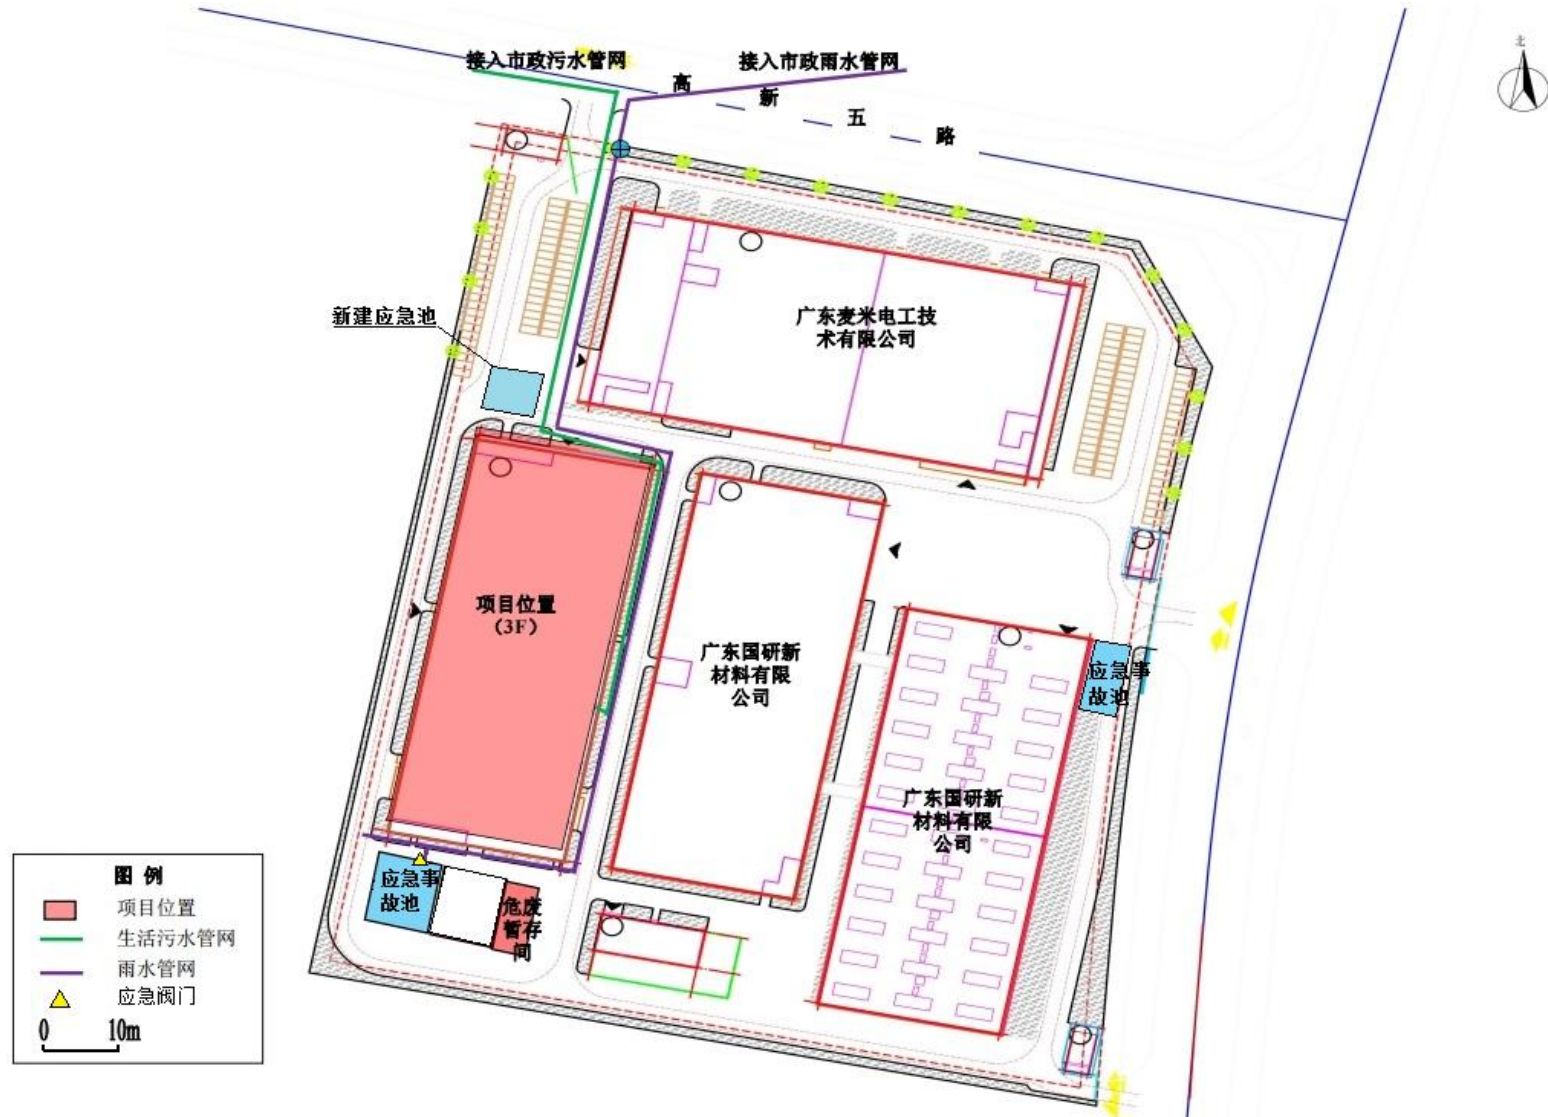 北
接入市政污水管网
接入市政雨水管网
高
新
五
路
新建应急池
广东麦米电工技
术有限公司
项目位置
（3F）
广东国研新
材料有限
公司
应急事
故池
广东国研新
材料有限
公司
应急事
故池
危废
暂存
间
图 例
项目位置
生活污水管网
雨水管网
应急阀门
0 10m